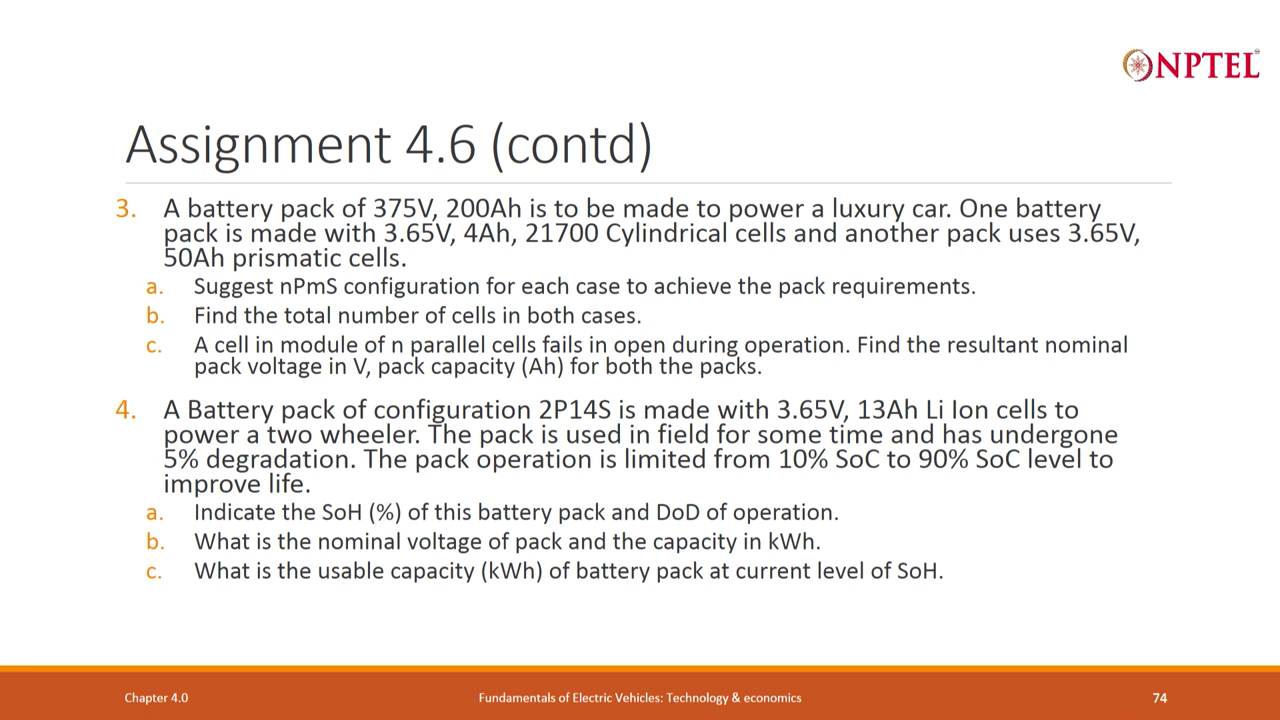 NPTEL
Assignment 4.6 (contd)
3. A battery pack of 375V, 200Ah is to be made to power a luxury car. One battery
pack is made with 3.65V, 4Ah, 21700 Cylindrical cells and another pack uses 3.65V,
50Ah prismatic cells.
a. Suggest nPmS configuration for each case to achieve the pack requirements.
b. Find the total number of cells in both cases.
c. A cell in module of n parallel cells fails in open during operation. Find the resultant nominal
pack voltage in V, pack capacity (Ah) for both the packs.
4. A Battery pack of configuration 2P14S is made with 3.65V, 13Ah Li Ion cells to
power a two wheeler. The pack is used in field for some time and has undergone
5% degradation. The pack operation is limited from 10% SoC to 90% SoC level to
improve life.
a. Indicate the SoH (%) of this battery pack and DoD of operation.
b. What is the nominal voltage of pack and the capacity in kWh.
c. What is the usable capacity (kWh) of battery pack at current level of SoH.
Chapter 4.0
Fundamentals of Electric Vehicles: Technology & economics
74